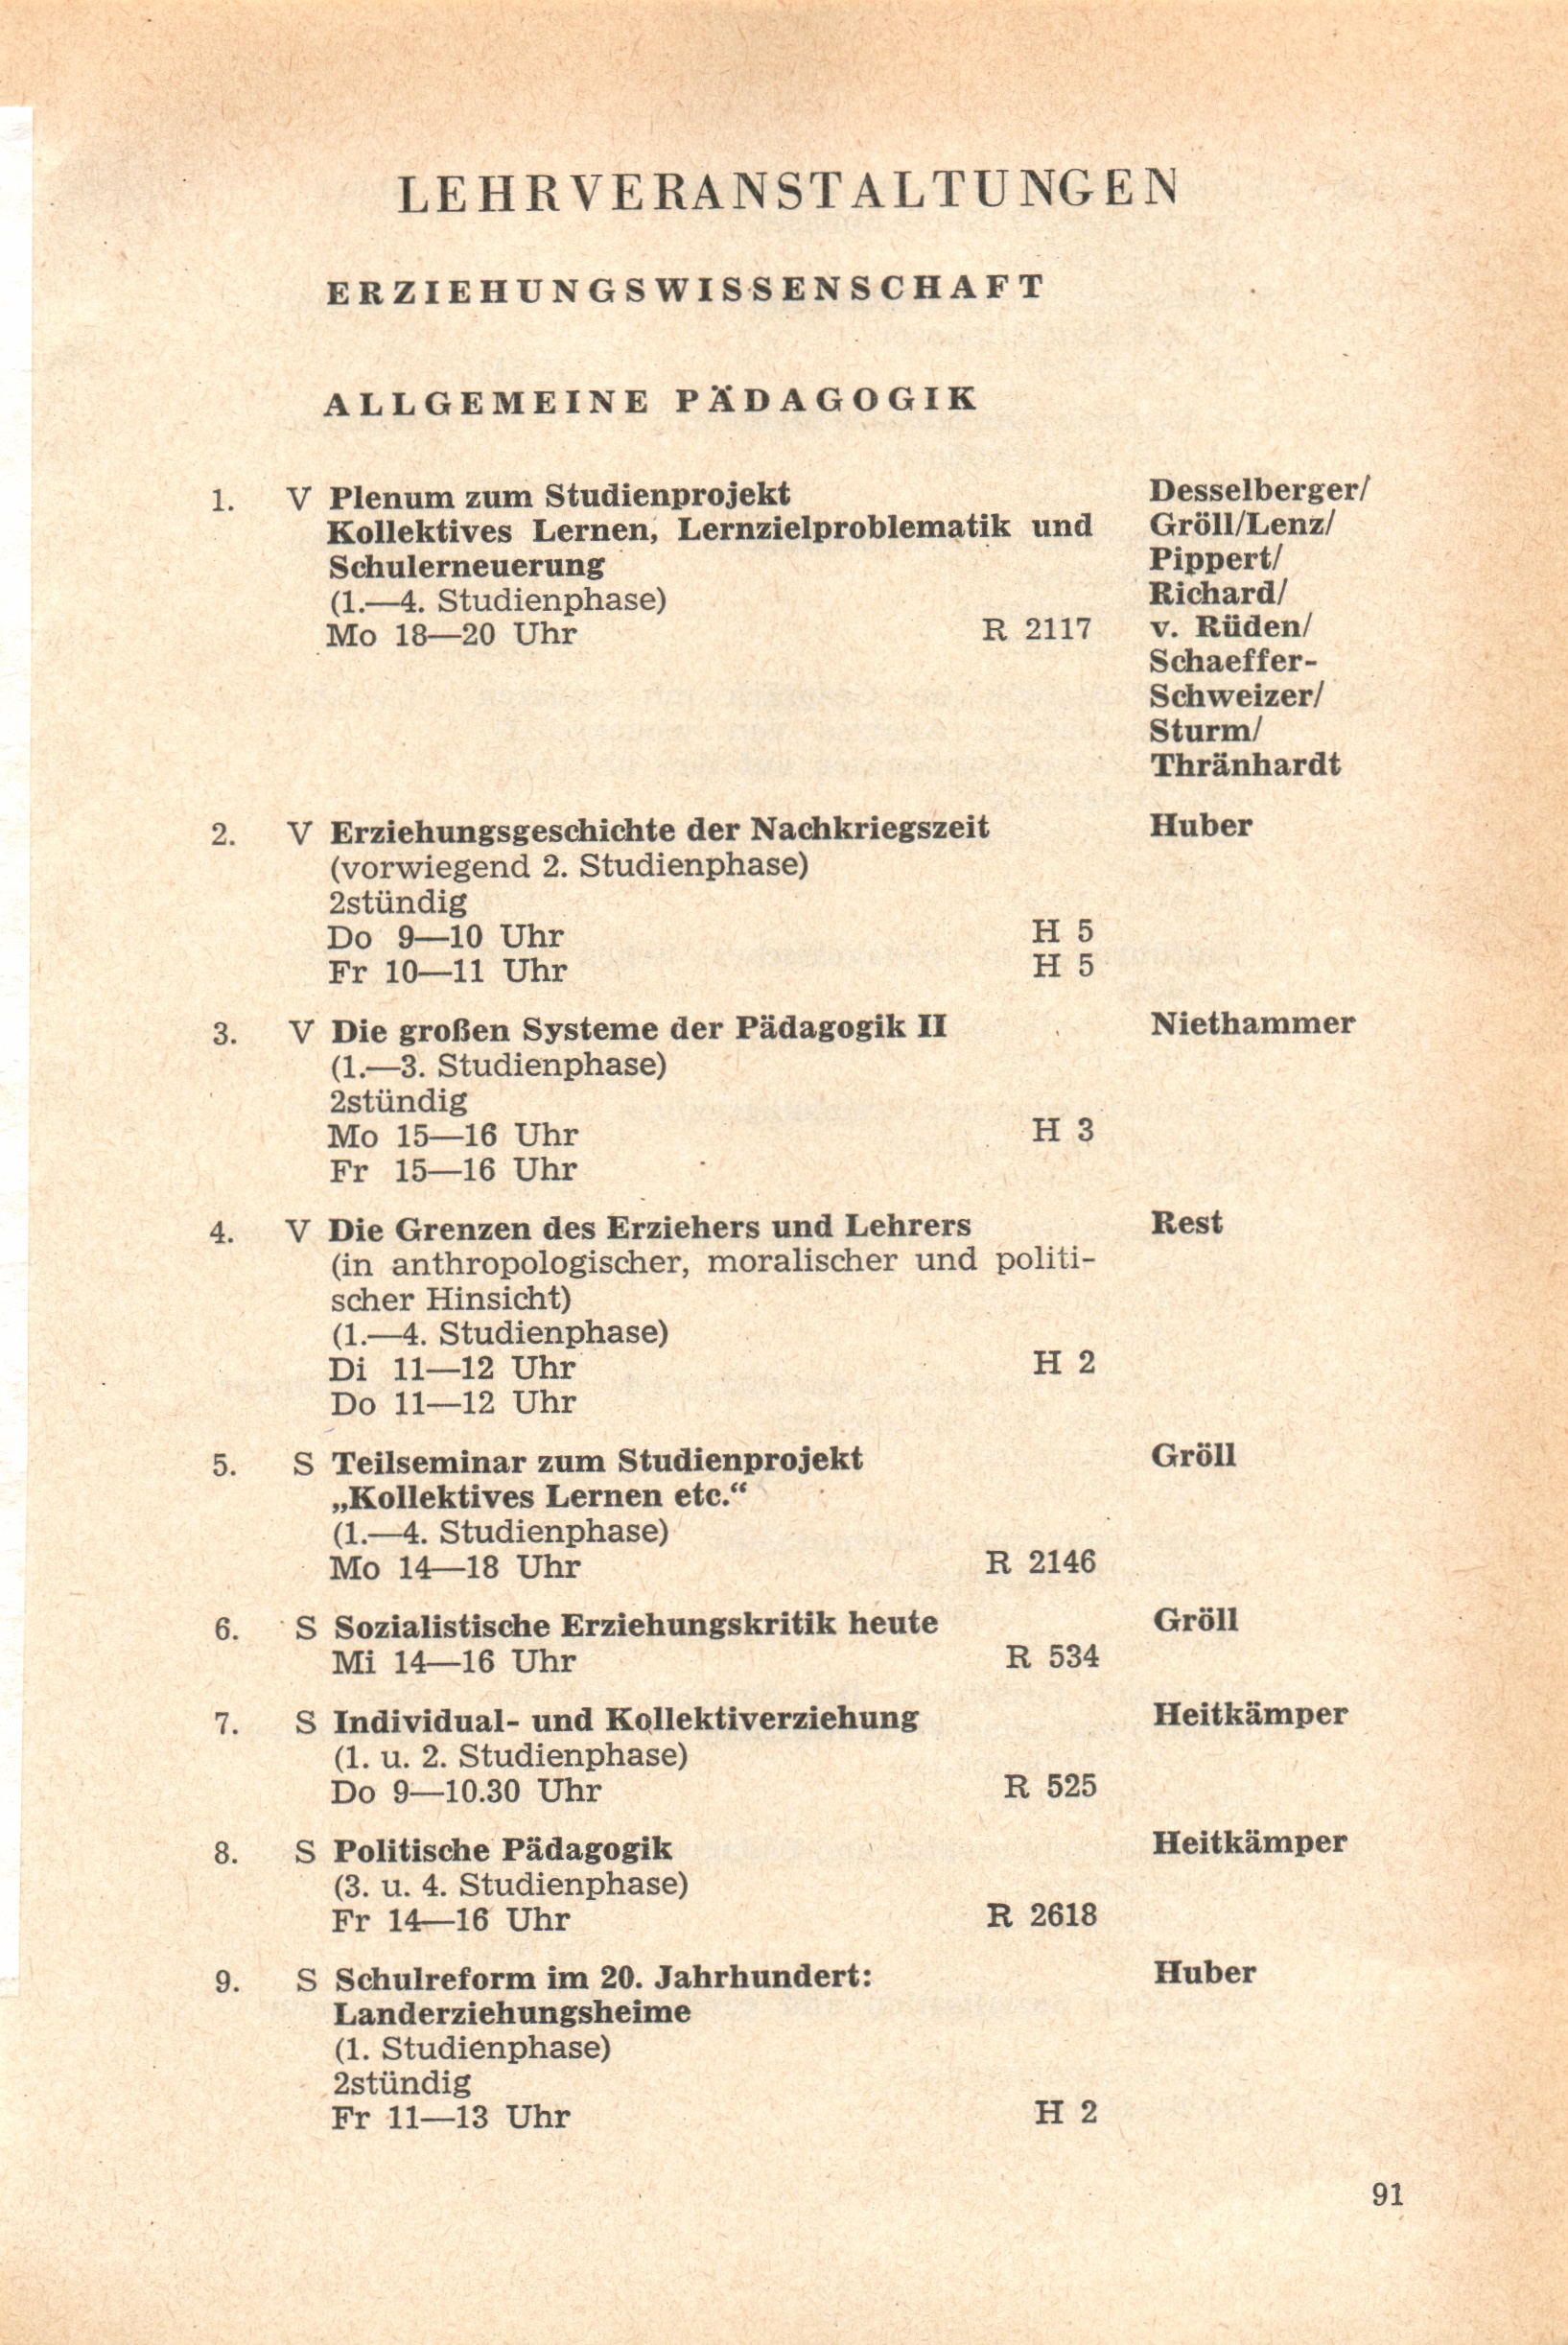 LEHRVERANSTALTUNGEN
ERZIEHUNGSWISSENSCHAFT
ALLGEMEINE PÄDAGOGIK
1. V Plenum zum Studienprojekt Desselberger/
Kollektives Lernen, Lernzielproblematik und Gröll/Lenz/
Schulerneuerung Pippert/
(1.—4. Studienphase) Richard/
Mo 18—20 Uhr R 2117 v. Rüden/
Schaeffer-
Schweizer/
Sturm/
Thränhardt
2. V Erziehungsgeschichte der Nachkriegszeit Huber
(vorwiegend 2. Studienphase)
2stündig
Do 9—10 Uhr H 5
Fr 10—11 Uhr H 5
3. V Die großen Systeme der Pädagogik II Niethammer
(1.—3. Studienphase)
2stündig
Mo 15—16 Uhr H 3
Fr 15—16 Uhr
4. V Die Grenzen des Erziehers und Lehrers Rest
(in anthropologischer, moralischer und politi-
scher Hinsicht)
(1.—4. Studienphase)
Di 11—12 Uhr H 2
Do 11—12 Uhr
5. S Teilseminar zum Studienprojekt Gröll
„Kollektives Lernen etc.“
(1.—4. Studienphase)
Mo 14—18 Uhr R 2146
6. S Sozialistische Erziehungskritik heute Gröll
Mi 14—16 Uhr R 534
7. S Individual- und Kollektiverziehung Heitkämper
(1. u. 2. Studienphase)
Do 9—10.30 Uhr R 525
8. S Politische Pädagogik Heitkämper
(3. u. 4. Studienphase)
Fr 14—16 Uhr R 2618
9. S Schulreform im 20. Jahrhundert: Huber
Landerziehungsheime
(1. Studienphase)
2stündig
Fr 11—13 Uhr H 2
91